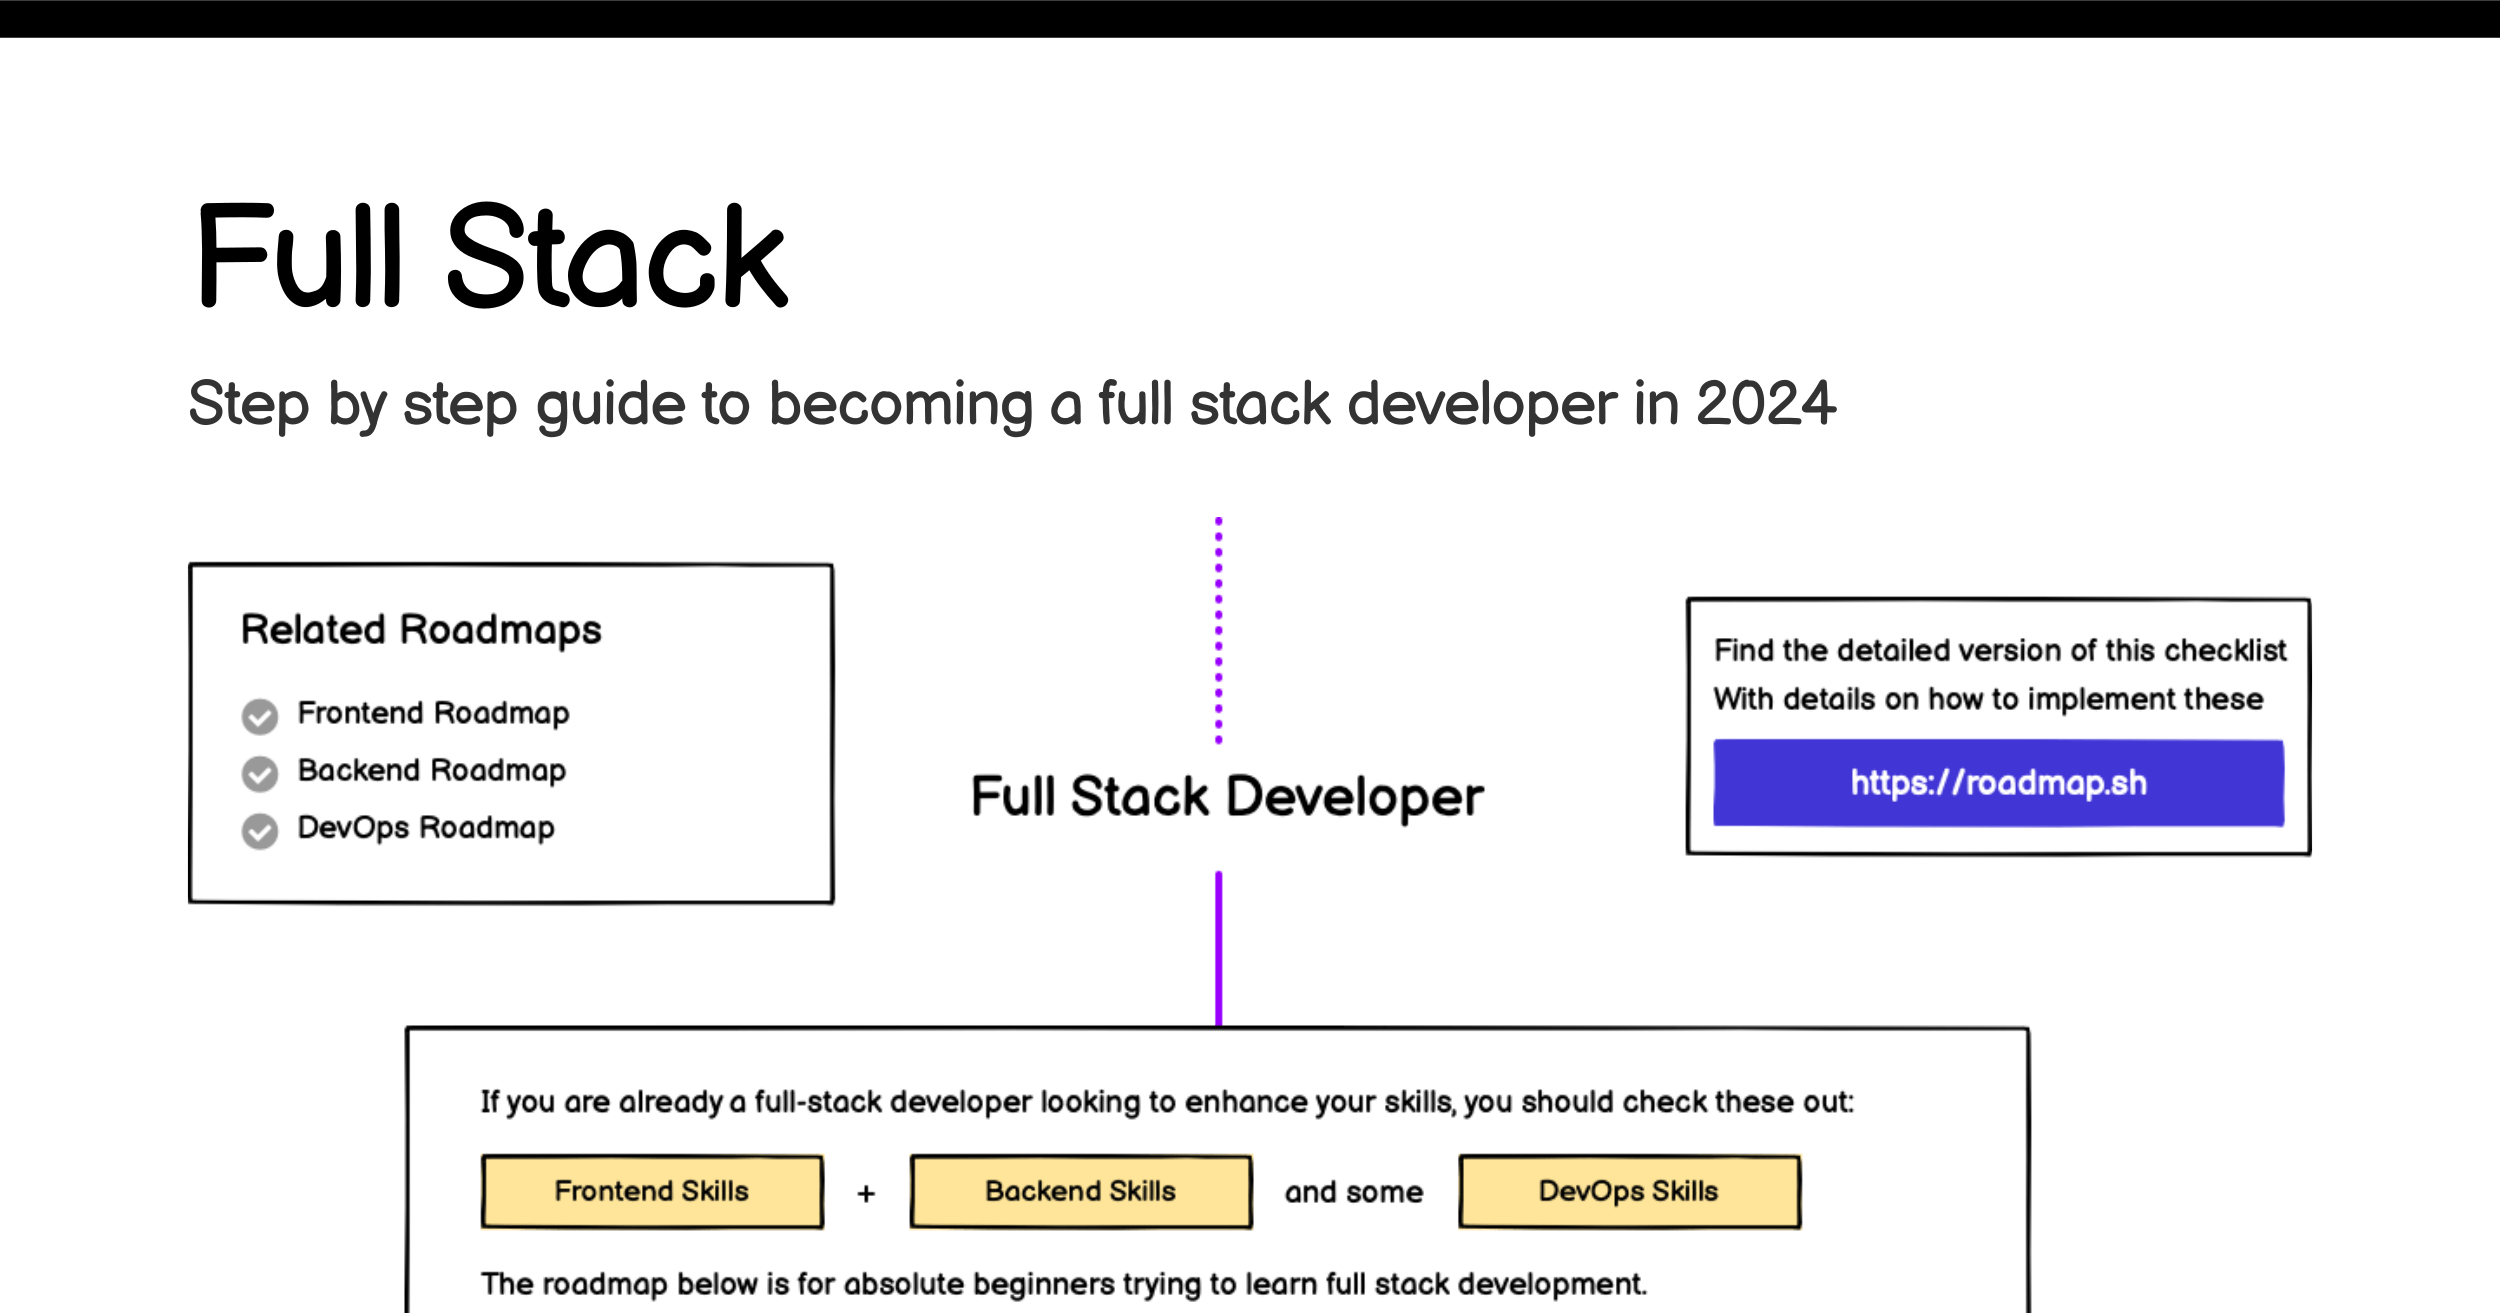 Full Stack
Step by step guide to becoming a full stack developer in 2024
Related Roadmaps
Frontend Roadmap
Backend Roadmap
DevOps Roadmap
Full Stack Developer
Find the detailed version of this checklist
With details on how to implement these
https://roadmap.sh
If you are already a full-stack developer looking to enhance your skills, you should check these out:
Frontend Skills + Backend Skills and some DevOps Skills
The roadmap below is for absolute beginners trying to learn full stack development.